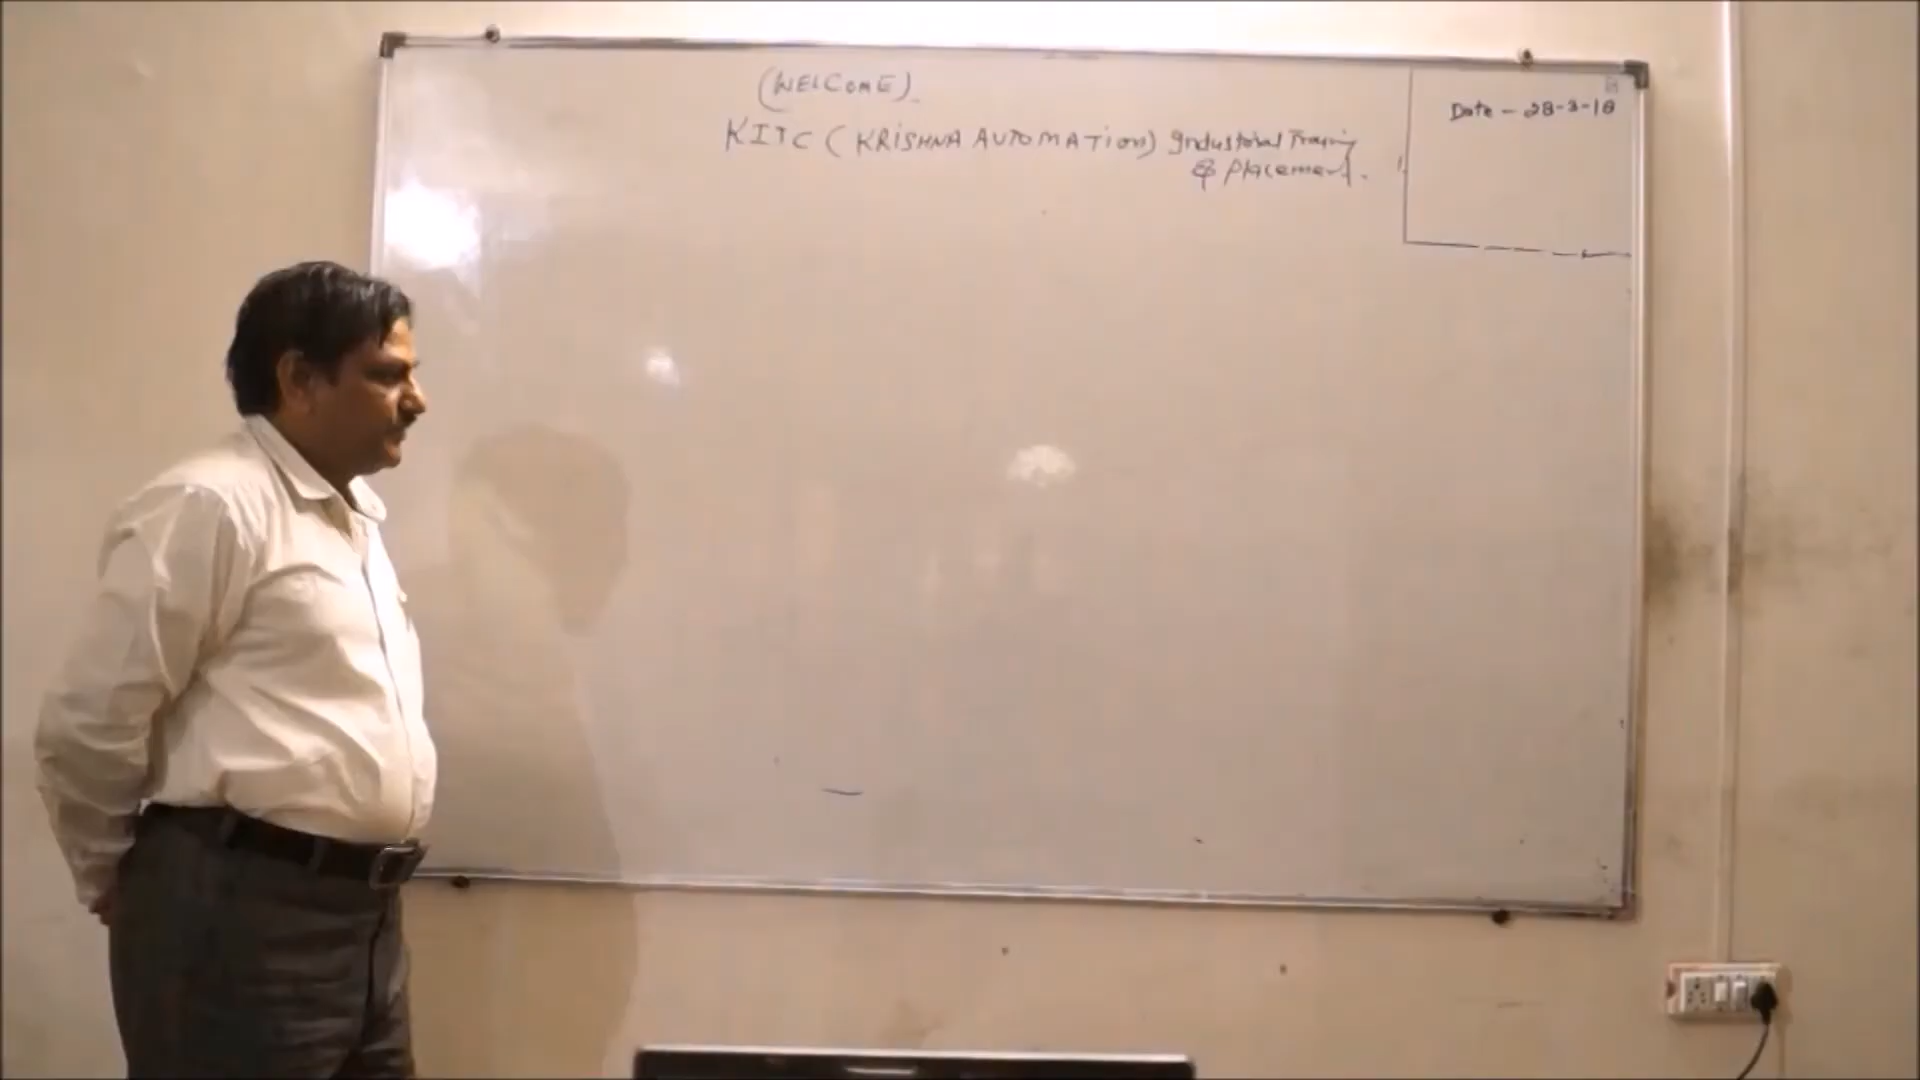 (WELCOME).
KITC (KRISHNA AUTOMATION) Industrial Training
& Placement.
Date - 28-3-18